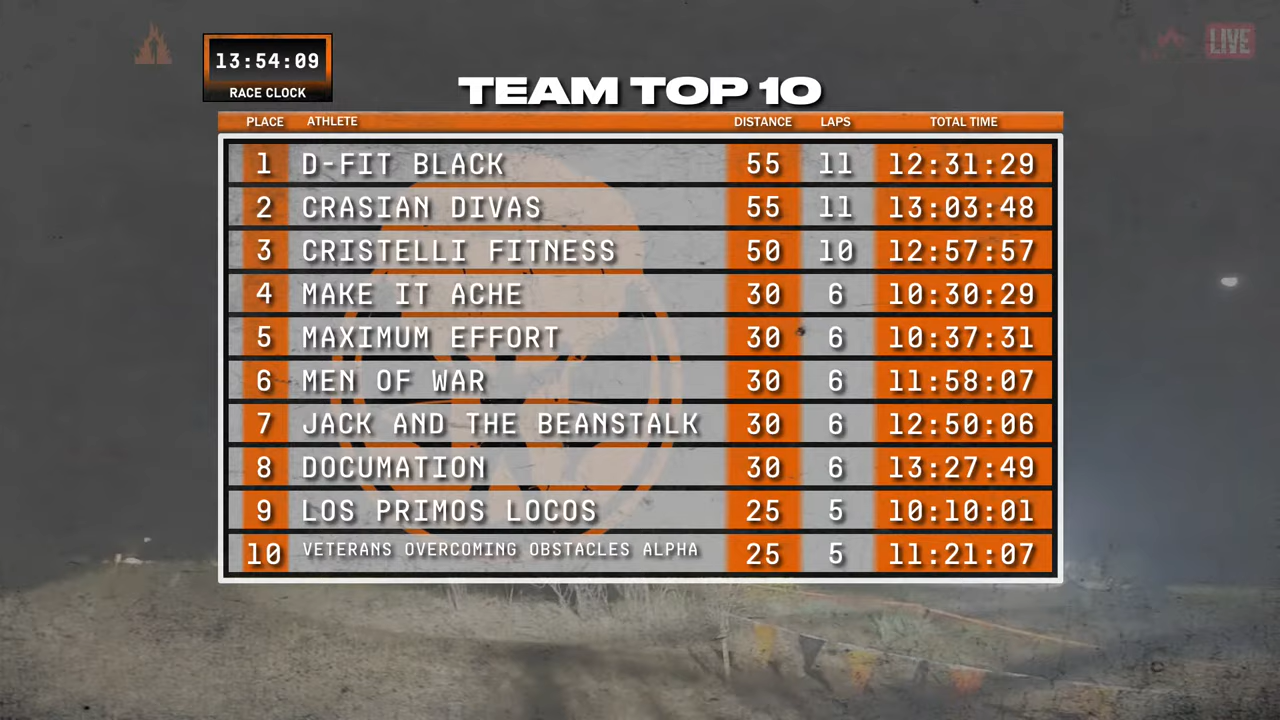 13:54:09
RACE CLOCK
LIVE
TEAM TOP 10
PLACE ATHLETE DISTANCE LAPS TOTAL TIME
1 D-FIT BLACK 55 11 12:31:29
2 CRASIAN DIVAS 55 11 13:03:48
3 CRISTELLI FITNESS 50 10 12:57:57
4 MAKE IT ACHE 30 6 10:30:29
5 MAXIMUM EFFORT 30 6 10:37:31
6 MEN OF WAR 30 6 11:58:07
7 JACK AND THE BEANSTALK 30 6 12:50:06
8 DOCUMATION 30 6 13:27:49
9 LOS PRIMOS LOCOS 25 5 10:10:01
10 VETERANS OVERCOMING OBSTACLES ALPHA 25 5 11:21:07